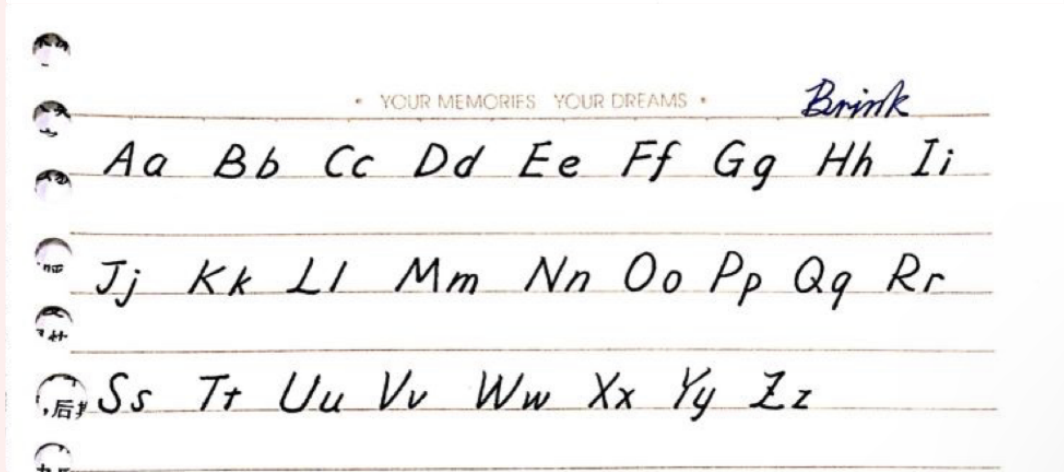 YOUR MEMORIES YOUR DREAMS
Brink
Aa Bb Cc Dd Ee Ff Gg Hh Ii
Jj Kk Ll Mm Nn Oo Pp Qq Rr
Ss Tt Uu Vv Ww Xx Yy Zz
后